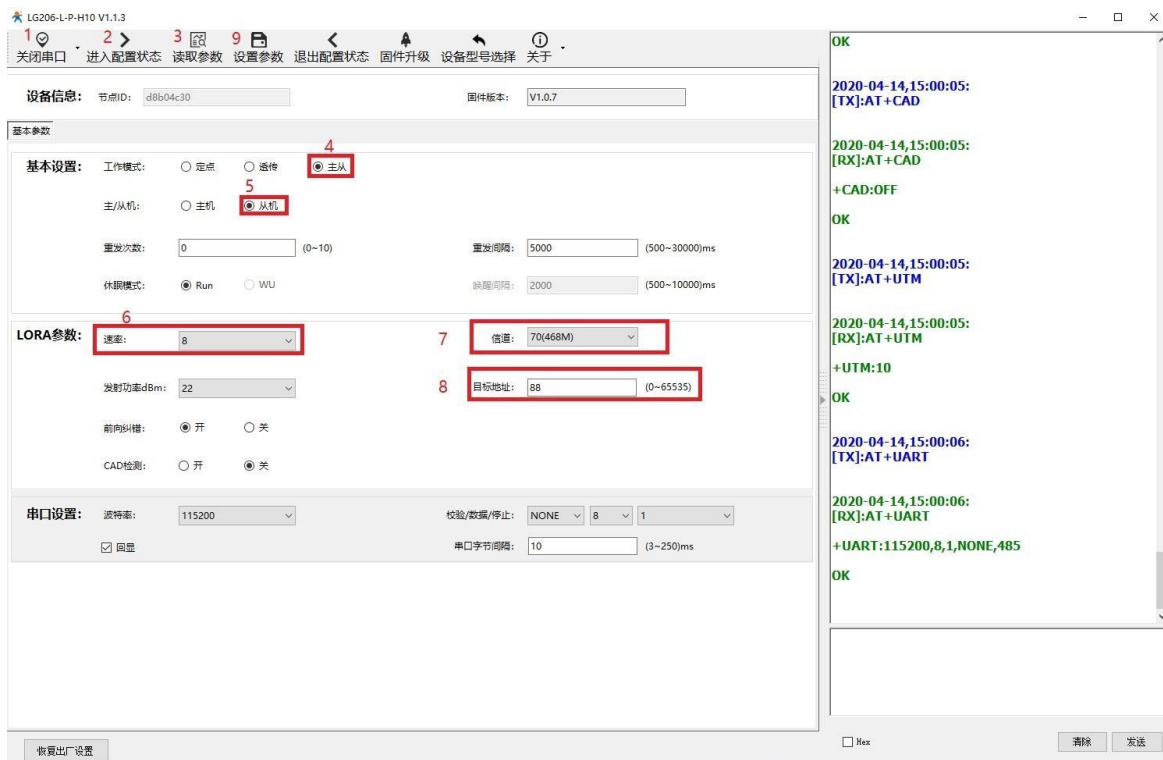 LG206-L-P-H10 V1.1.3
1 2 3 9
关闭串口 进入配置状态 读取参数 设置参数 退出配置状态 固件升级 设备型号选择 关于
设备信息: 节点ID: d8b04c30 固件版本: V1.0.7
基本参数
4
基本设置: 工作模式: 定点 透传 主从
5
主/从机: 主机 从机
重发次数: 0 (0~10) 重发间隔: 5000 (500~30000)ms
休眠模式: Run WU 唤醒间隔: 2000 (500~10000)ms
6
LORA参数: 速率: 8 7 信道: 70(468M)
发射功率dBm: 22 8 目标地址: 88 (0~65535)
前向纠错: 开 关
CAD检测: 开 关
串口设置: 波特率: 115200 校验/数据/停止: NONE 8 1
回显 串口字节间隔: 10 (3~250)ms
恢复出厂设置
OK
2020-04-14,15:00:05:
[TX]:AT+CAD
2020-04-14,15:00:05:
[RX]:AT+CAD
+CAD:OFF
OK
2020-04-14,15:00:05:
[TX]:AT+UTM
2020-04-14,15:00:05:
[RX]:AT+UTM
+UTM:10
OK
2020-04-14,15:00:06:
[TX]:AT+UART
2020-04-14,15:00:06:
[RX]:AT+UART
+UART:115200,8,1,NONE,485
OK
Hex 清除 发送